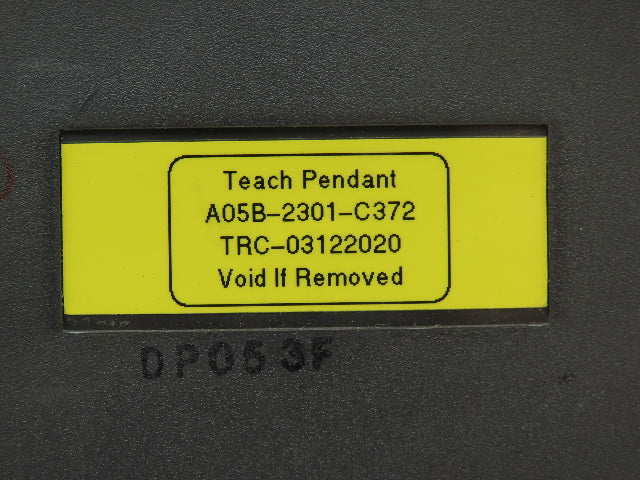 Teach Pendant
A05B-2301-C372
TRC-03122020
Void If Removed
DP053F